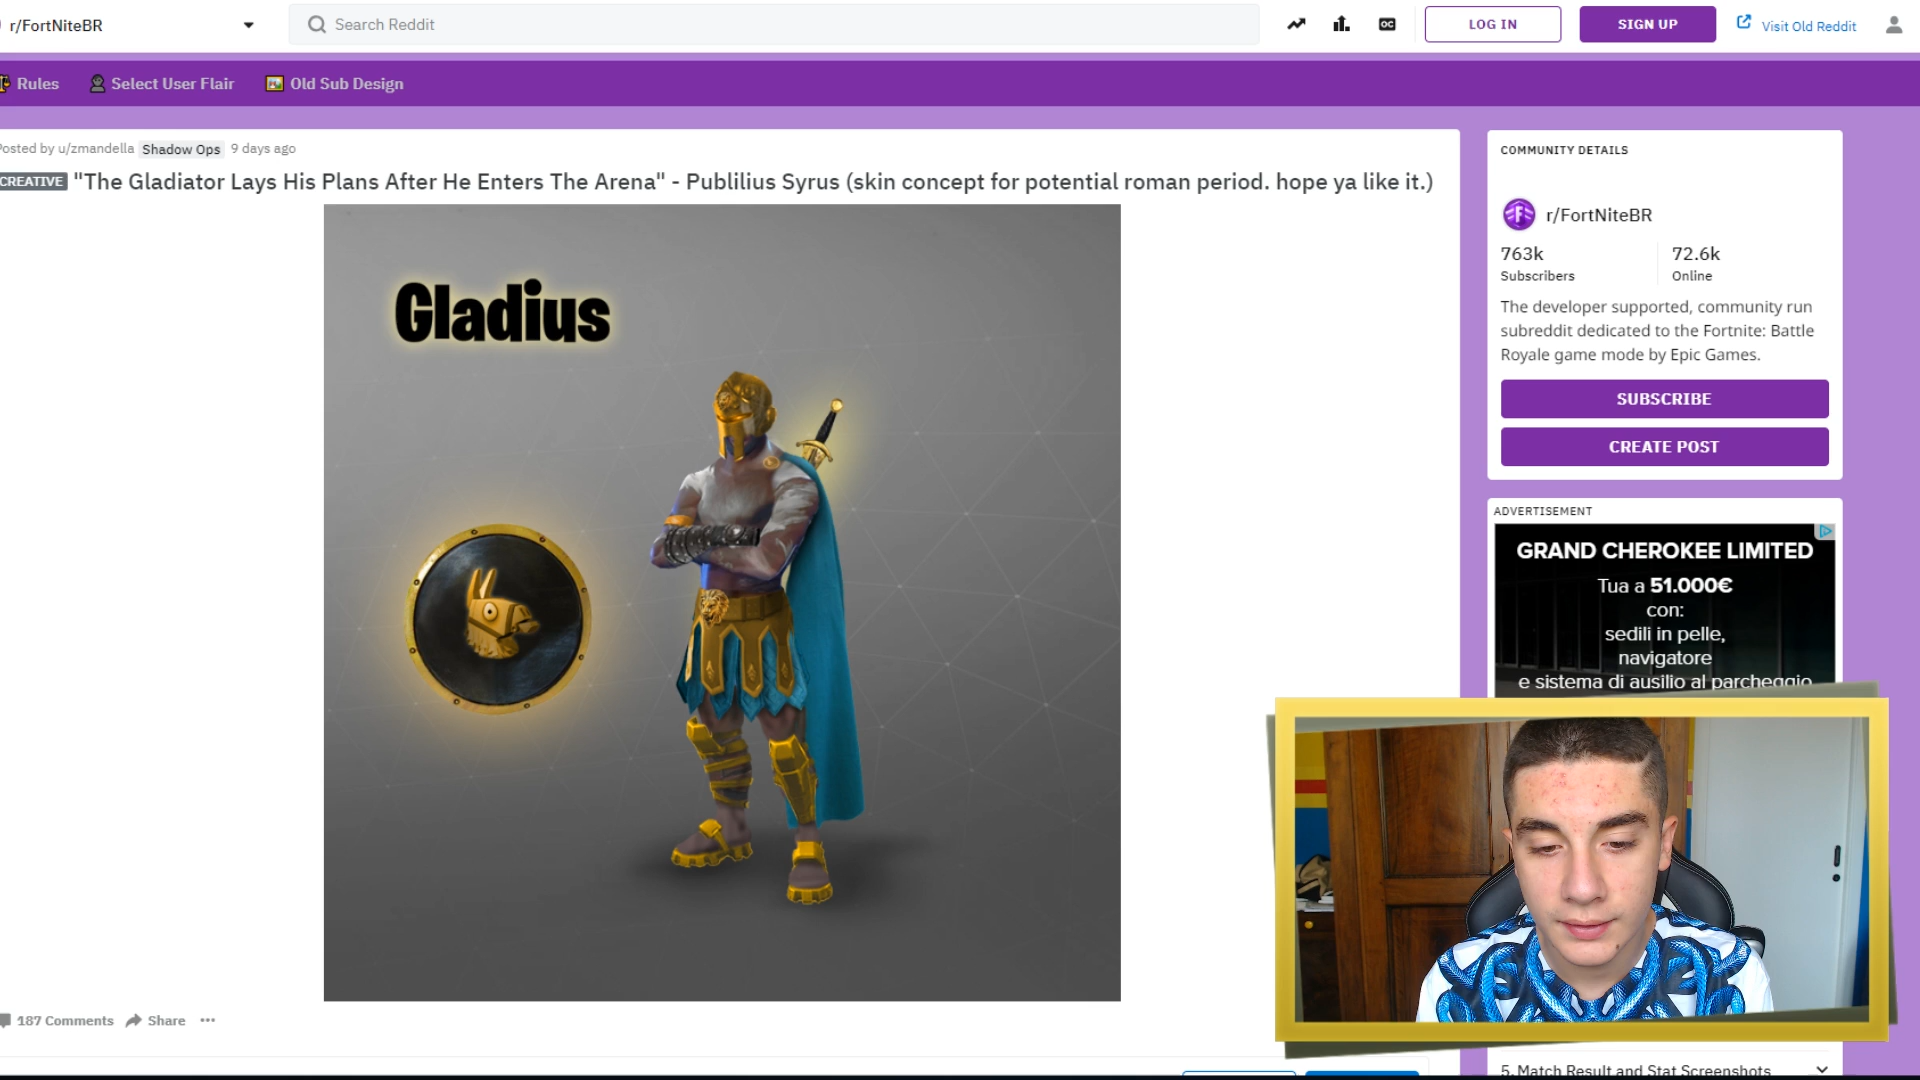 r/FortNiteBR
Search Reddit
OC
LOG IN
SIGN UP
Visit Old Reddit
Rules
Select User Flair
Old Sub Design
Posted by u/zmandella Shadow Ops 9 days ago
CREATIVE "The Gladiator Lays His Plans After He Enters The Arena" - Publilius Syrus (skin concept for potential roman period. hope ya like it.)
Gladius
187 Comments
Share
COMMUNITY DETAILS
r/FortNiteBR
763k
Subscribers
72.6k
Online
The developer supported, community run
subreddit dedicated to the Fortnite: Battle
Royale game mode by Epic Games.
SUBSCRIBE
CREATE POST
ADVERTISEMENT
GRAND CHEROKEE LIMITED
Tua a 51.000€
con:
sedili in pelle,
navigatore
e sistema di ausilio al parcheggio
5. Match Result and Stat Screenshots